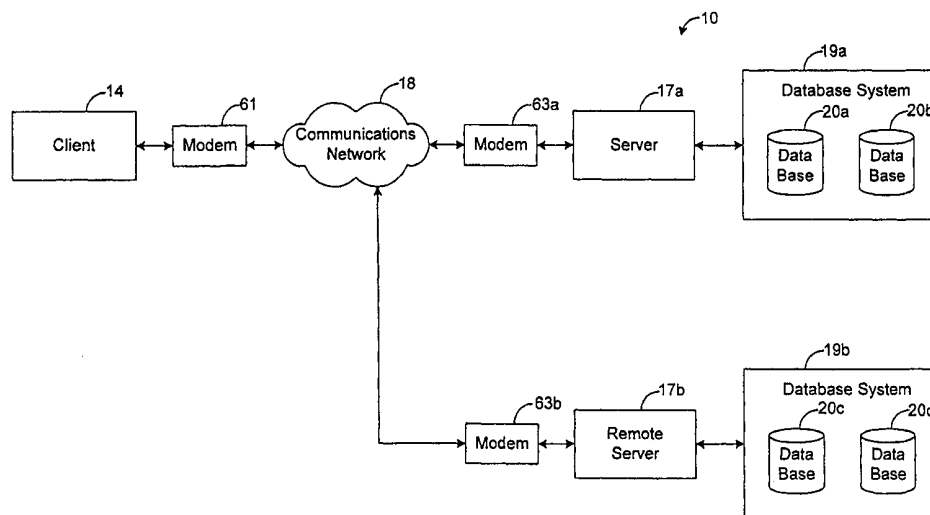 10
14
Client
61
Modem
18
Communications
Network
63a
Modem
17a
Server
19a
Database System
20a
20b
Data
Base
Data
Base
63b
Modem
17b
Remote
Server
19b
Database System
20c
Data
Base
Data
Base